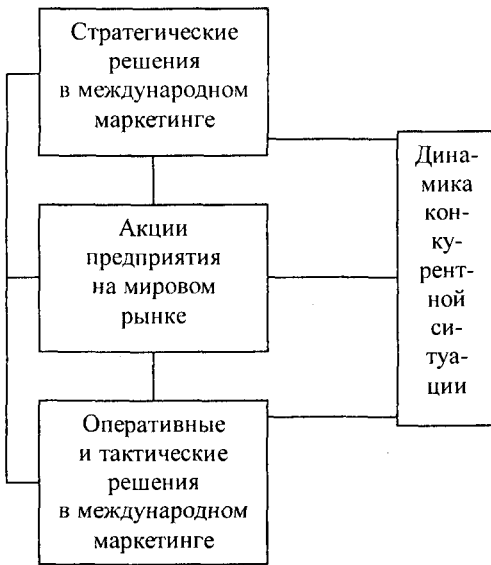 Стратегические
решения
в международном
маркетинге
Акции
предприятия
на мировом
рынке
Оперативные
и тактические
решения
в международном
маркетинге
Дина-
мика
кон-
ку-
рент-
ной
си-
туа-
ции